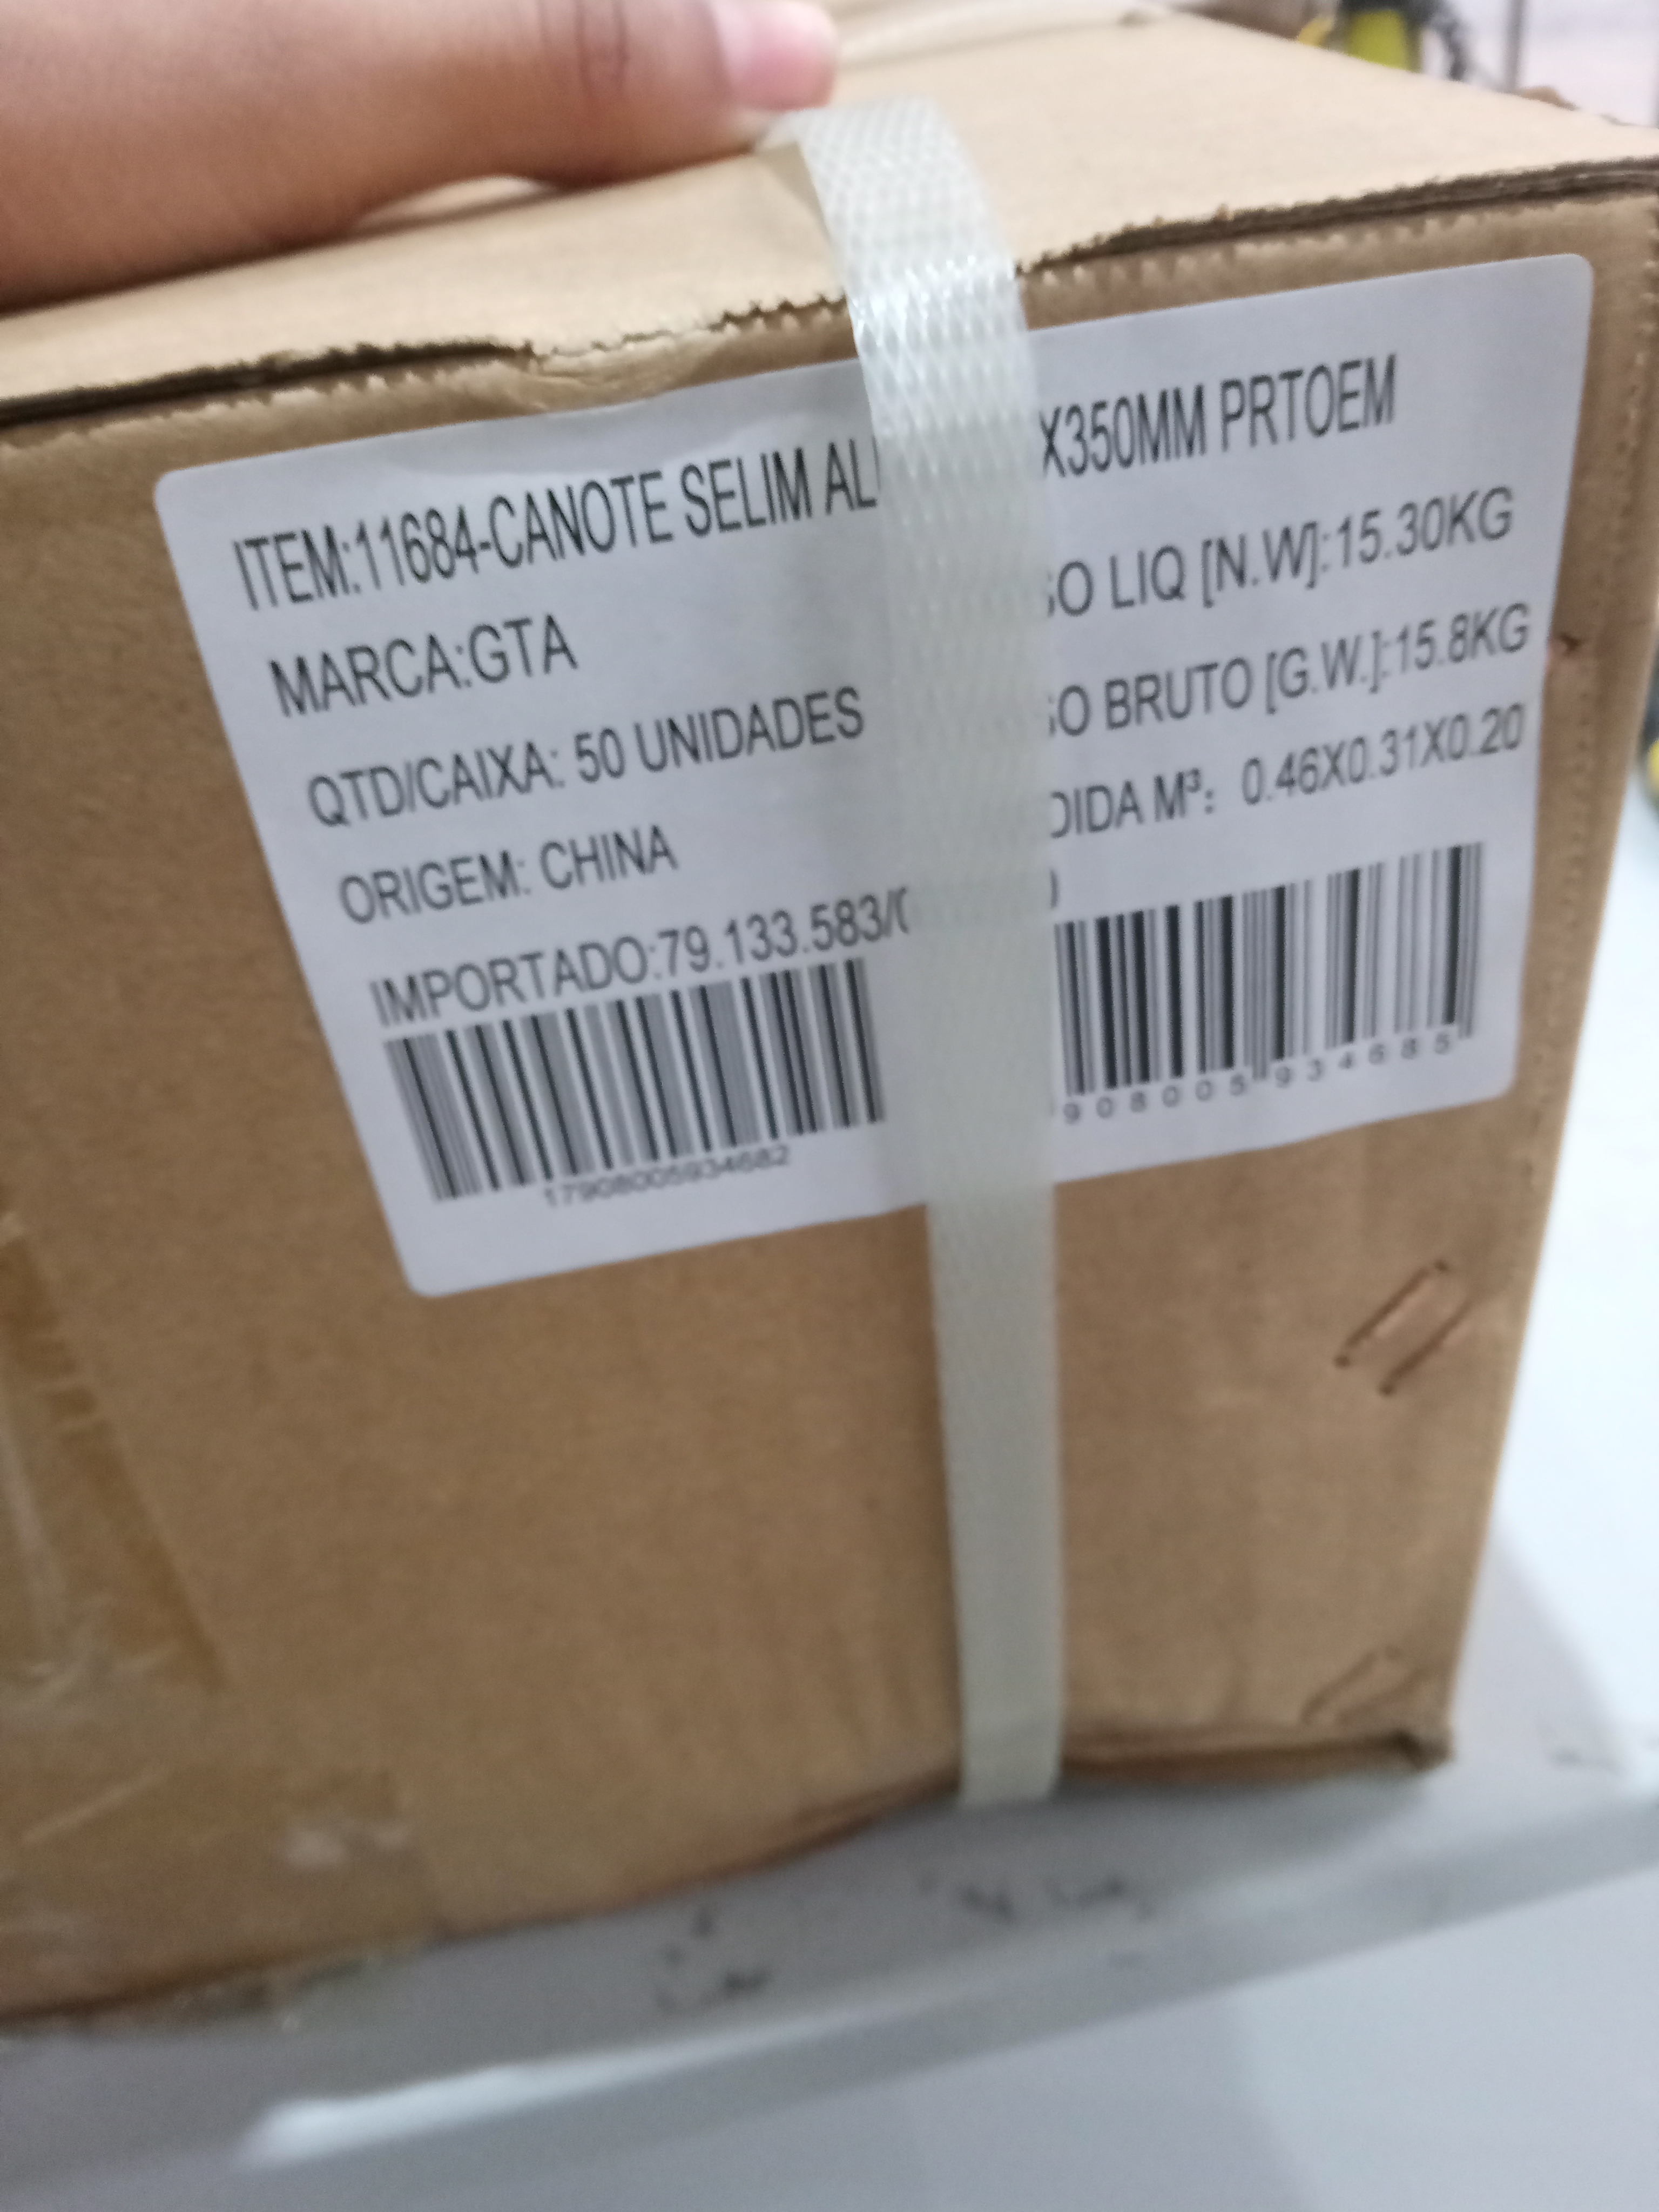 ITEM:11684-CANOTE SELIM AL X350MM PRTOEM
MARCA:GTA
SO LIQ [N.W]:15.30KG
QTD/CAIXA: 50 UNIDADES
SO BRUTO [G.W.]:15.8KG
ORIGEM: CHINA
DIDA M³: 0.46X0.31X0.20
IMPORTADO:79.133.583/0
17908005934682
908005934685